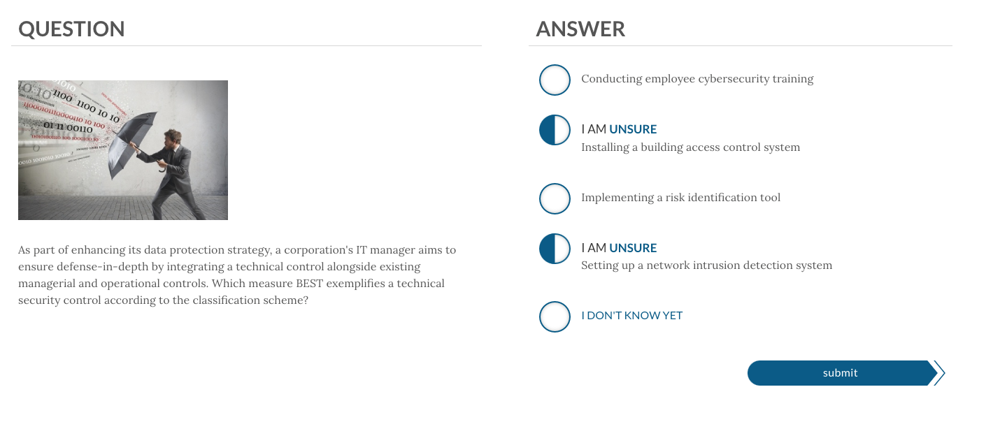 QUESTION
As part of enhancing its data protection strategy, a corporation's IT manager aims to
ensure defense-in-depth by integrating a technical control alongside existing
managerial and operational controls. Which measure BEST exemplifies a technical
security control according to the classification scheme?
ANSWER
Conducting employee cybersecurity training
I AM UNSURE
Installing a building access control system
Implementing a risk identification tool
I AM UNSURE
Setting up a network intrusion detection system
I DON'T KNOW YET
submit